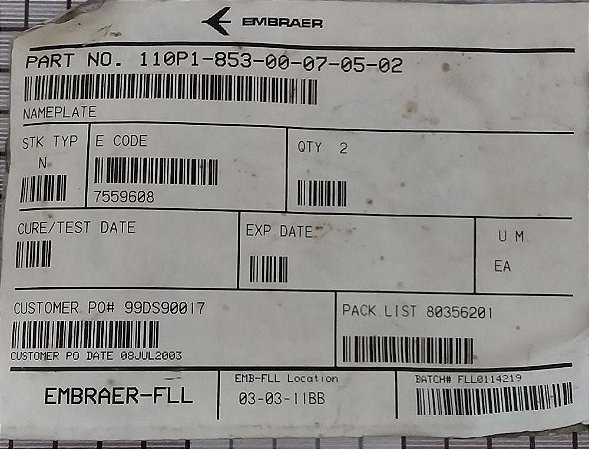 EMBRAER
PART NO. 110P1-853-00-07-05-02
NAMEPLATE
STK TYP
N
E CODE
7559608
QTY 2
CURE/TEST DATE
EXP DATE
U M
EA
CUSTOMER PO# 99DS90017
CUSTOMER PO DATE 08JUL2003
PACK LIST 80356201
EMBRAER-FLL
EMB-FLL Location
03-03-11BB
BATCH# FLL0114219